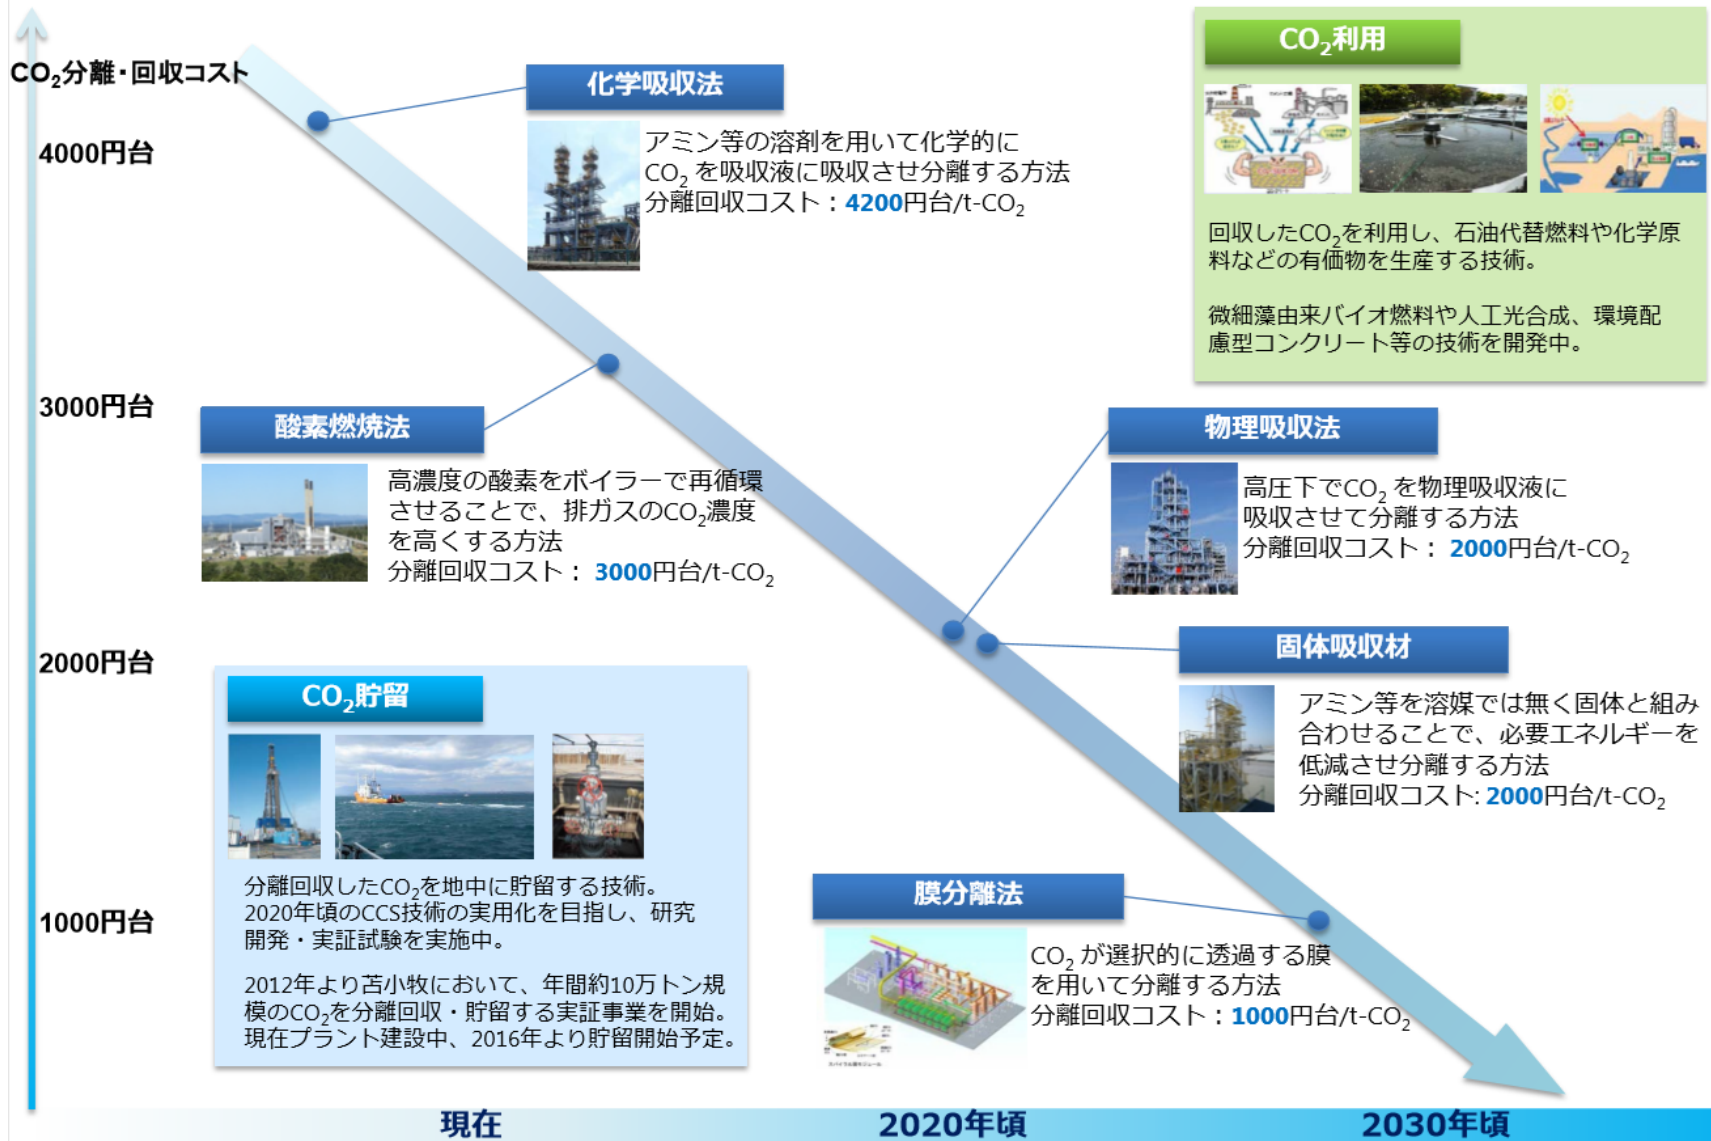 CO₂分離・回収コスト
4000円台
3000円台
2000円台
1000円台
化学吸収法
アミン等の溶剤を用いて化学的に
CO₂ を吸収液に吸収させ分離する方法
分離回収コスト：4200円台/t-CO₂
CO₂利用
回収したCO₂を利用し、石油代替燃料や化学原
料などの有価物を生産する技術。
微細藻由来バイオ燃料や人工光合成、環境配
慮型コンクリート等の技術を開発中。
酸素燃焼法
高濃度の酸素をボイラーで再循環
させることで、排ガスのCO₂濃度
を高くする方法
分離回収コスト： 3000円台/t-CO₂
物理吸収法
高圧下でCO₂ を物理吸収液に
吸収させて分離する方法
分離回収コスト： 2000円台/t-CO₂
固体吸収材
アミン等を溶媒では無く固体と組み
合わせることで、必要エネルギーを
低減させ分離する方法
分離回収コスト: 2000円台/t-CO₂
CO₂貯留
分離回収したCO₂を地中に貯留する技術。
2020年頃のCCS技術の実用化を目指し、研究
開発・実証試験を実施中。
2012年より苫小牧において、年間約10万トン規
模のCO₂を分離回収・貯留する実証事業を開始。
現在プラント建設中、2016年より貯留開始予定。
膜分離法
CO₂ が選択的に透過する膜
を用いて分離する方法
分離回収コスト：1000円台/t-CO₂
現在
2020年頃
2030年頃